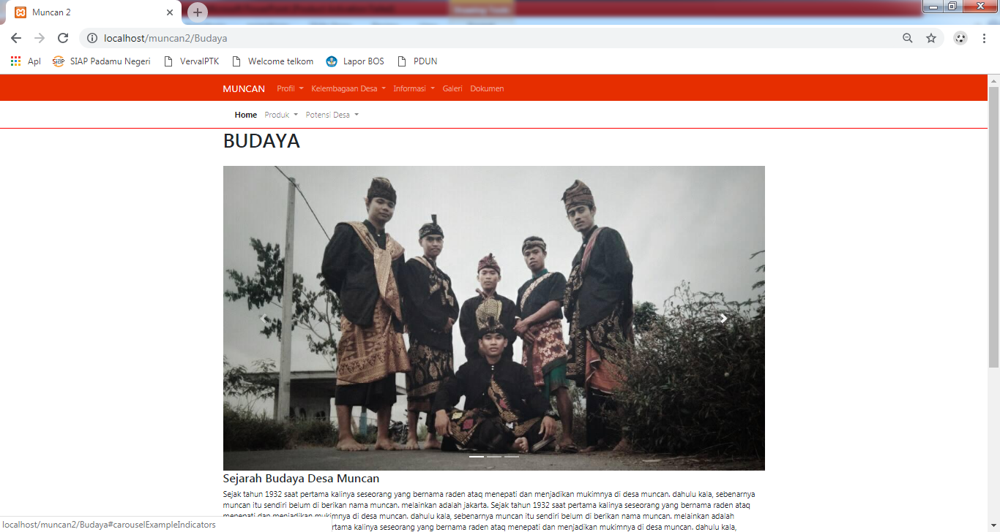 Muncan 2
localhost/muncan2/Budaya
Apl SIAP Padamu Negeri VervalPTK Welcome telkom Lapor BOS PDUN
MUNCAN Profil Kelembagaan Desa Informasi Galeri Dokumen
Home Produk Potensi Desa
BUDAYA
Sejarah Budaya Desa Muncan
Sejak tahun 1932 saat pertama kalinya seseorang yang bernama raden ataq menepati dan menjadikan mukimnya di desa muncan. dahulu kala, sebenarnya
muncan itu sendiri belum di berikan nama muncan. melainkan adalah jakarta. Sejak tahun 1932 saat pertama kalinya seseorang yang bernama raden ataq
menepati dan menjadikan mukimnya di desa muncan. dahulu kala, sebenarnya muncan itu sendiri belum di berikan nama muncan. melainkan adalah
rtama kalinya seseorang yang bernama raden ataq menepati dan menjadikan mukimnya di desa muncan. dahulu kala,
localhost/muncan2/Budaya#carouselExampleIndicators